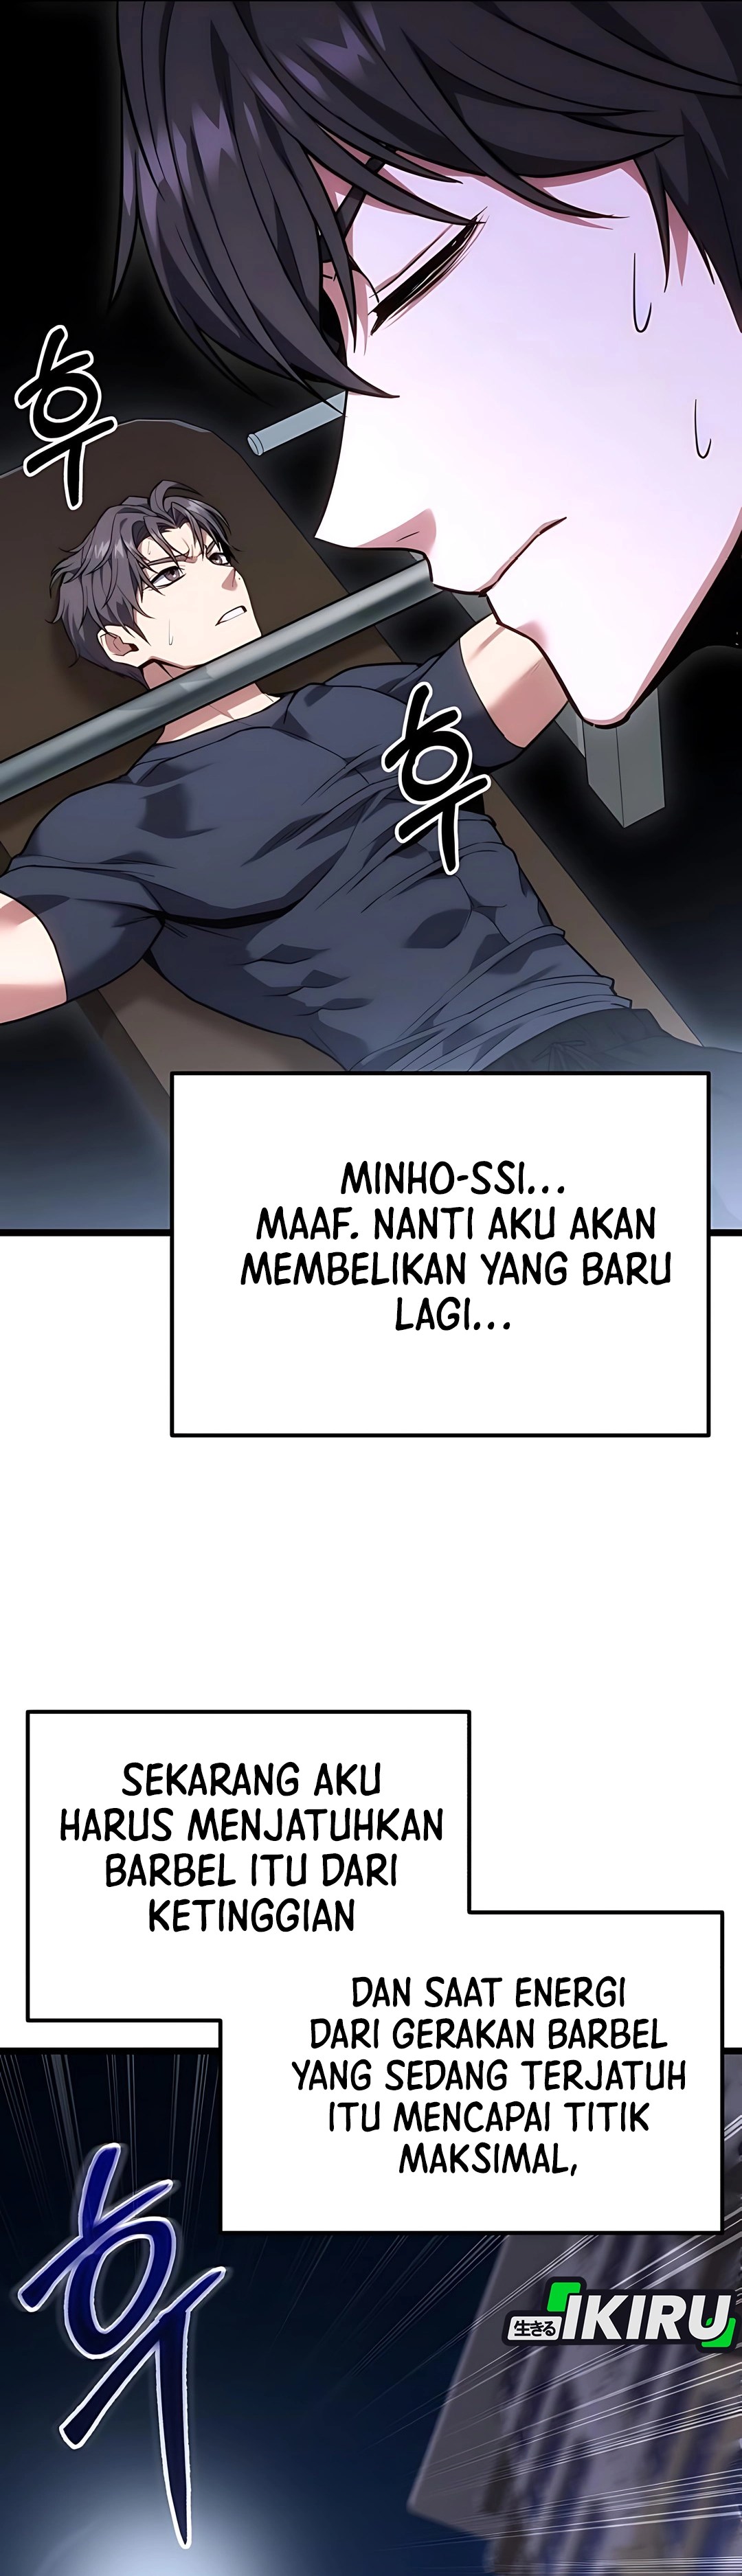 후
후
MINHO-SSI...
MAAF. NANTI AKU AKAN
MEMBELIKAN YANG BARU
LAGI...
SEKARANG AKU
HARUS MENJATUHKAN
BARBEL ITU DARI
KETINGGIAN
DAN SAAT ENERGI
DARI GERAKAN BARBEL
YANG SEDANG TERJATUH
ITU MENCAPAI TITIK
MAKSIMAL,
후
生きる IKIRU